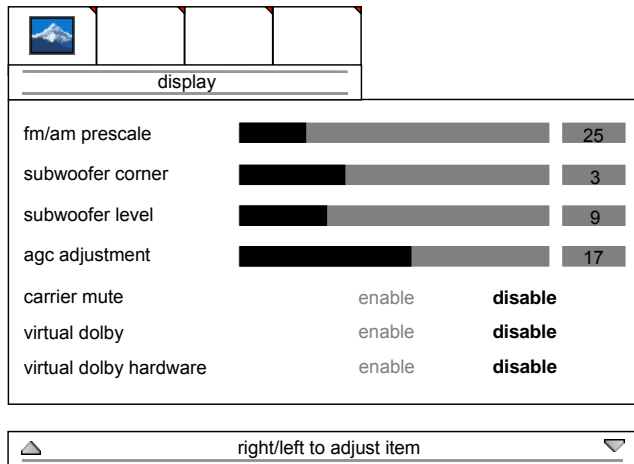 display
fm/am prescale 25
subwoofer corner 3
subwoofer level 9
agc adjustment 17
carrier mute enable disable
virtual dolby enable disable
virtual dolby hardware enable disable
right/left to adjust item